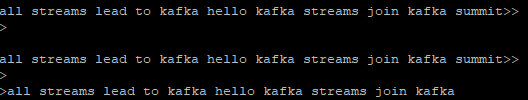 all streams lead to kafka hello kafka streams join kafka summit>>
>
all streams lead to kafka hello kafka streams join kafka summit>>
>
>all streams lead to kafka hello kafka streams join kafka